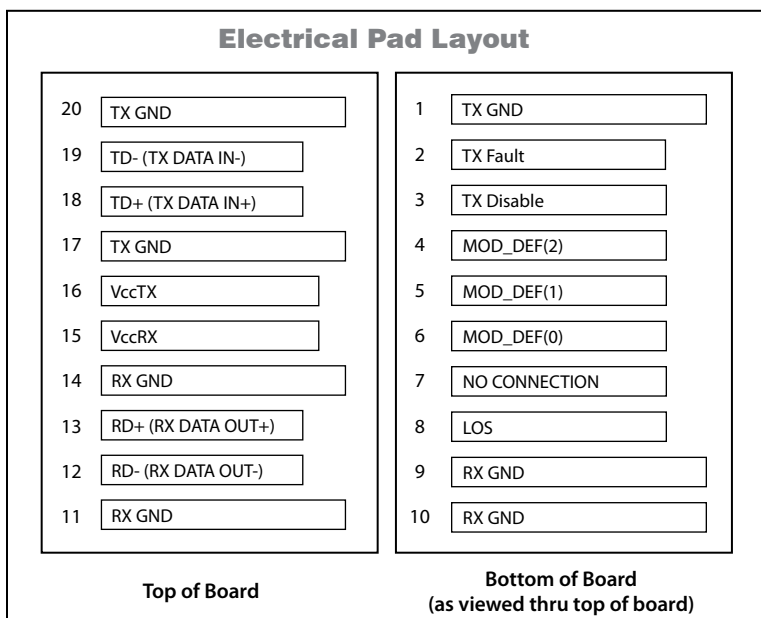 Electrical Pad Layout
20 TX GND
19 TD- (TX DATA IN-)
18 TD+ (TX DATA IN+)
17 TX GND
16 VccTX
15 VccRX
14 RX GND
13 RD+ (RX DATA OUT+)
12 RD- (RX DATA OUT-)
11 RX GND
Top of Board
1 TX GND
2 TX Fault
3 TX Disable
4 MOD_DEF(2)
5 MOD_DEF(1)
6 MOD_DEF(0)
7 NO CONNECTION
8 LOS
9 RX GND
10 RX GND
Bottom of Board
(as viewed thru top of board)